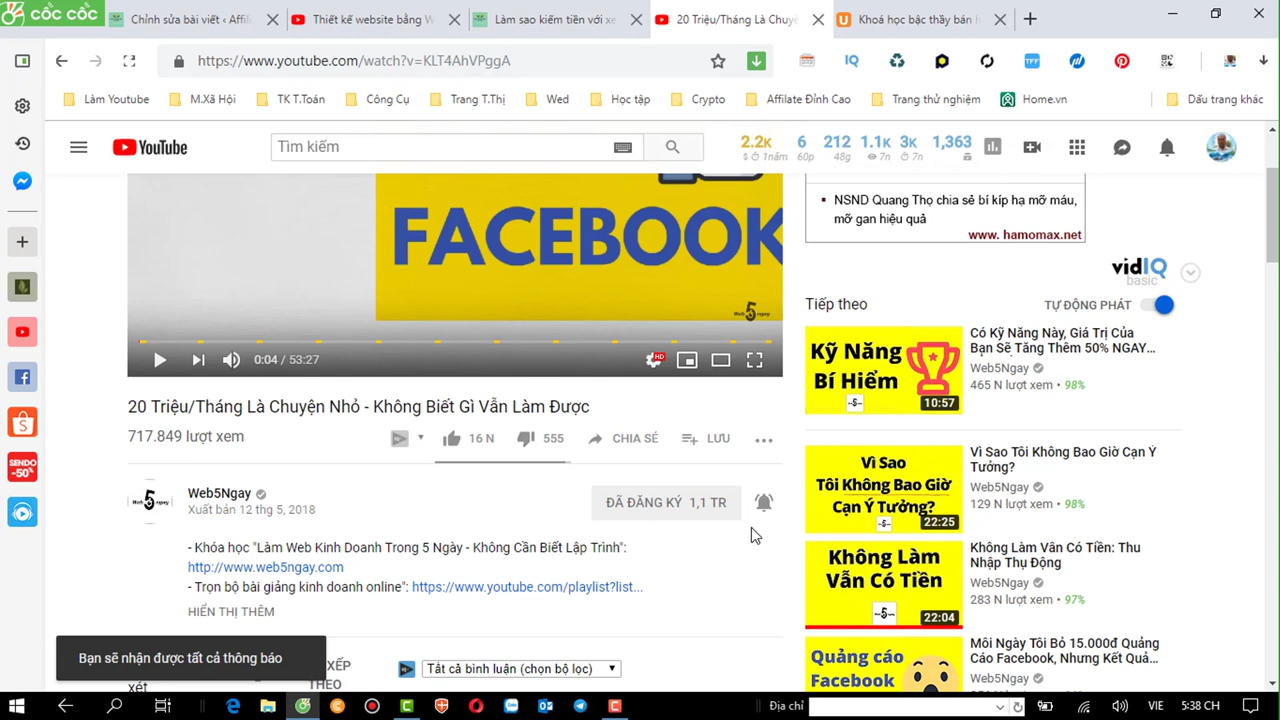 cốc cốc
Chỉnh sửa bài viết ‹ Affil
Thiết kế website bằng W
Làm sao kiếm tiền với xe
20 Triệu/Tháng Là Chuyệ
Khoá học bậc thầy bán h
https://www.youtube.com/watch?v=KLT4AhVPggA
IQ
TFF
Làm Youtube
M.Xã Hội
TK T.Toán
Công Cụ
Trang T.Thị
Wed
Học tập
Crypto
Affilate Đỉnh Cao
Trang thử nghiệm
Home.vn
Dấu trang khác
YouTube
Tìm kiếm
2.2K 6 212 1.1K 3K 1,363
1năm 60p 48g 7n 7n
NSND Quang Thọ chia sẻ bí kíp hạ mỡ máu,
mỡ gan hiệu quả
www. hamomax.net
FACEBOOK
Web 5 ngay
0:04 / 53:27
HD
vidIQ
basic
Tiếp theo
TỰ ĐỘNG PHÁT
20 Triệu/Tháng Là Chuyện Nhỏ - Không Biết Gì Vẫn Làm Được
717.849 lượt xem
16 N
555
CHIA SẺ
LƯU
Web5Ngay
Xuất bản 12 thg 5, 2018
ĐÃ ĐĂNG KÝ 1,1 TR
- Khóa học "Làm Web Kinh Doanh Trong 5 Ngày - Không Cần Biết Lập Trình":
http://www.web5ngay.com
- Trọn bộ bài giảng kinh doanh online": https://www.youtube.com/playlist?list...
HIỂN THỊ THÊM
Kỹ Năng
Bí Hiểm
10:57
Có Kỹ Năng Này, Giá Trị Của
Bạn Sẽ Tăng Thêm 50% NGAY…
Web5Ngay
465 N lượt xem • 98%
Vì Sao
Tôi Không Bao Giờ
Cạn Ý Tưởng?
22:25
Vì Sao Tôi Không Bao Giờ Cạn Ý
Tưởng?
Web5Ngay
129 N lượt xem • 98%
Không Làm
Vẫn Có Tiền
22:04
Không Làm Vẫn Có Tiền: Thu
Nhập Thụ Động
Web5Ngay
283 N lượt xem • 97%
Quảng cáo
Facebook
Mỗi Ngày Tôi Bỏ 15.000đ Quảng
Cáo Facebook, Nhưng Kết Quả…
Web5Ngay
SENDO
-50%
Bạn sẽ nhận được tất cả thông báo
XẾP
THEO
Tất cả bình luận (chọn bộ lọc)
xét
Địa chỉ
VIE
5:38 CH